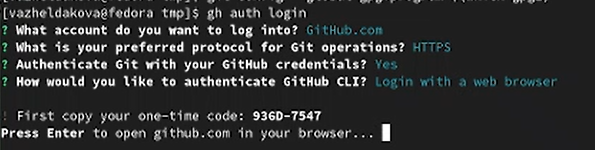 [vazheldakova@fedora tmp]$ gh auth login
? What account do you want to log into? GitHub.com
? What is your preferred protocol for Git operations? HTTPS
? Authenticate Git with your GitHub credentials? Yes
? How would you like to authenticate GitHub CLI? Login with a web browser
! First copy your one-time code: 936D-7547
Press Enter to open github.com in your browser...